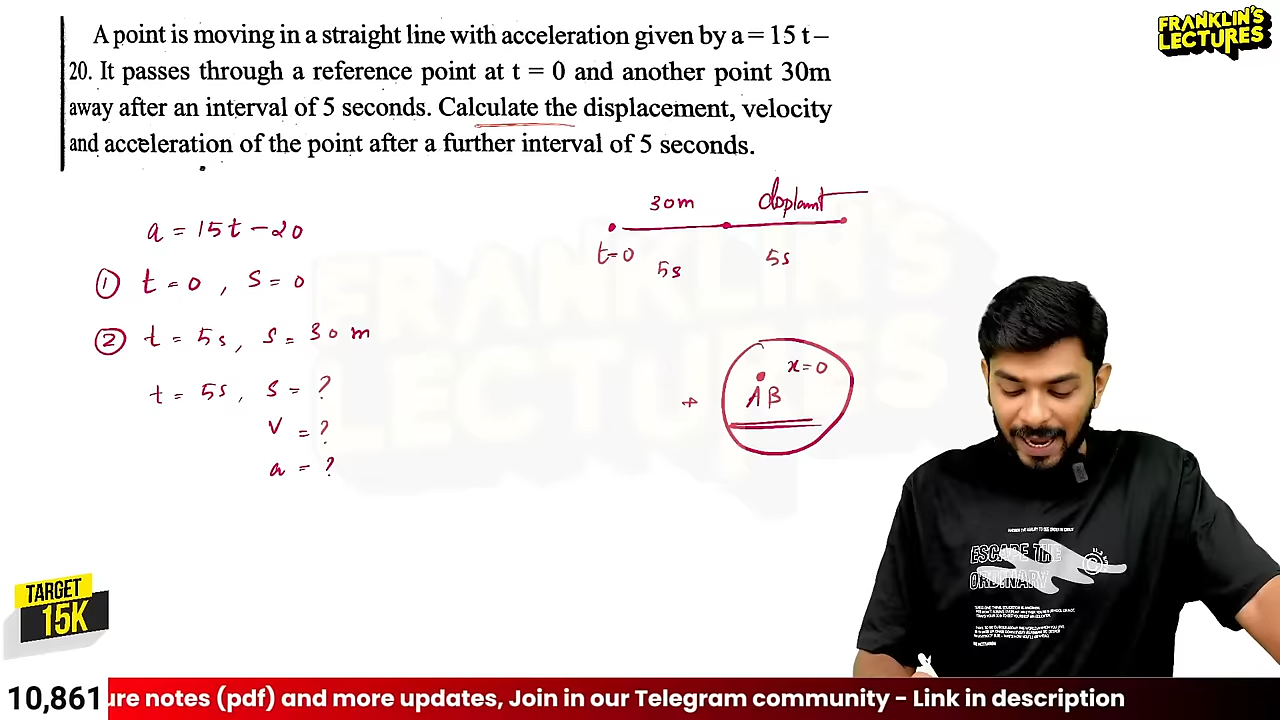 A point is moving in a straight line with acceleration given by a = 15 t –
20. It passes through a reference point at t = 0 and another point 30m
away after an interval of 5 seconds. Calculate the displacement, velocity
and acceleration of the point after a further interval of 5 seconds.
FRANKLIN'S
LECTURES
a = 15t - 20
① t = 0, S = 0
② t = 5s, S = 30 m
t = 5s, S = ?
V = ?
a = ?
30m
t=0
5s
5s
x=0
AB
FRANKLIN'S
LECTURES
ESCAPE THE
ORDINARY
TARGET
15K
10,861
ure notes (pdf) and more updates, Join in our Telegram community - Link in description